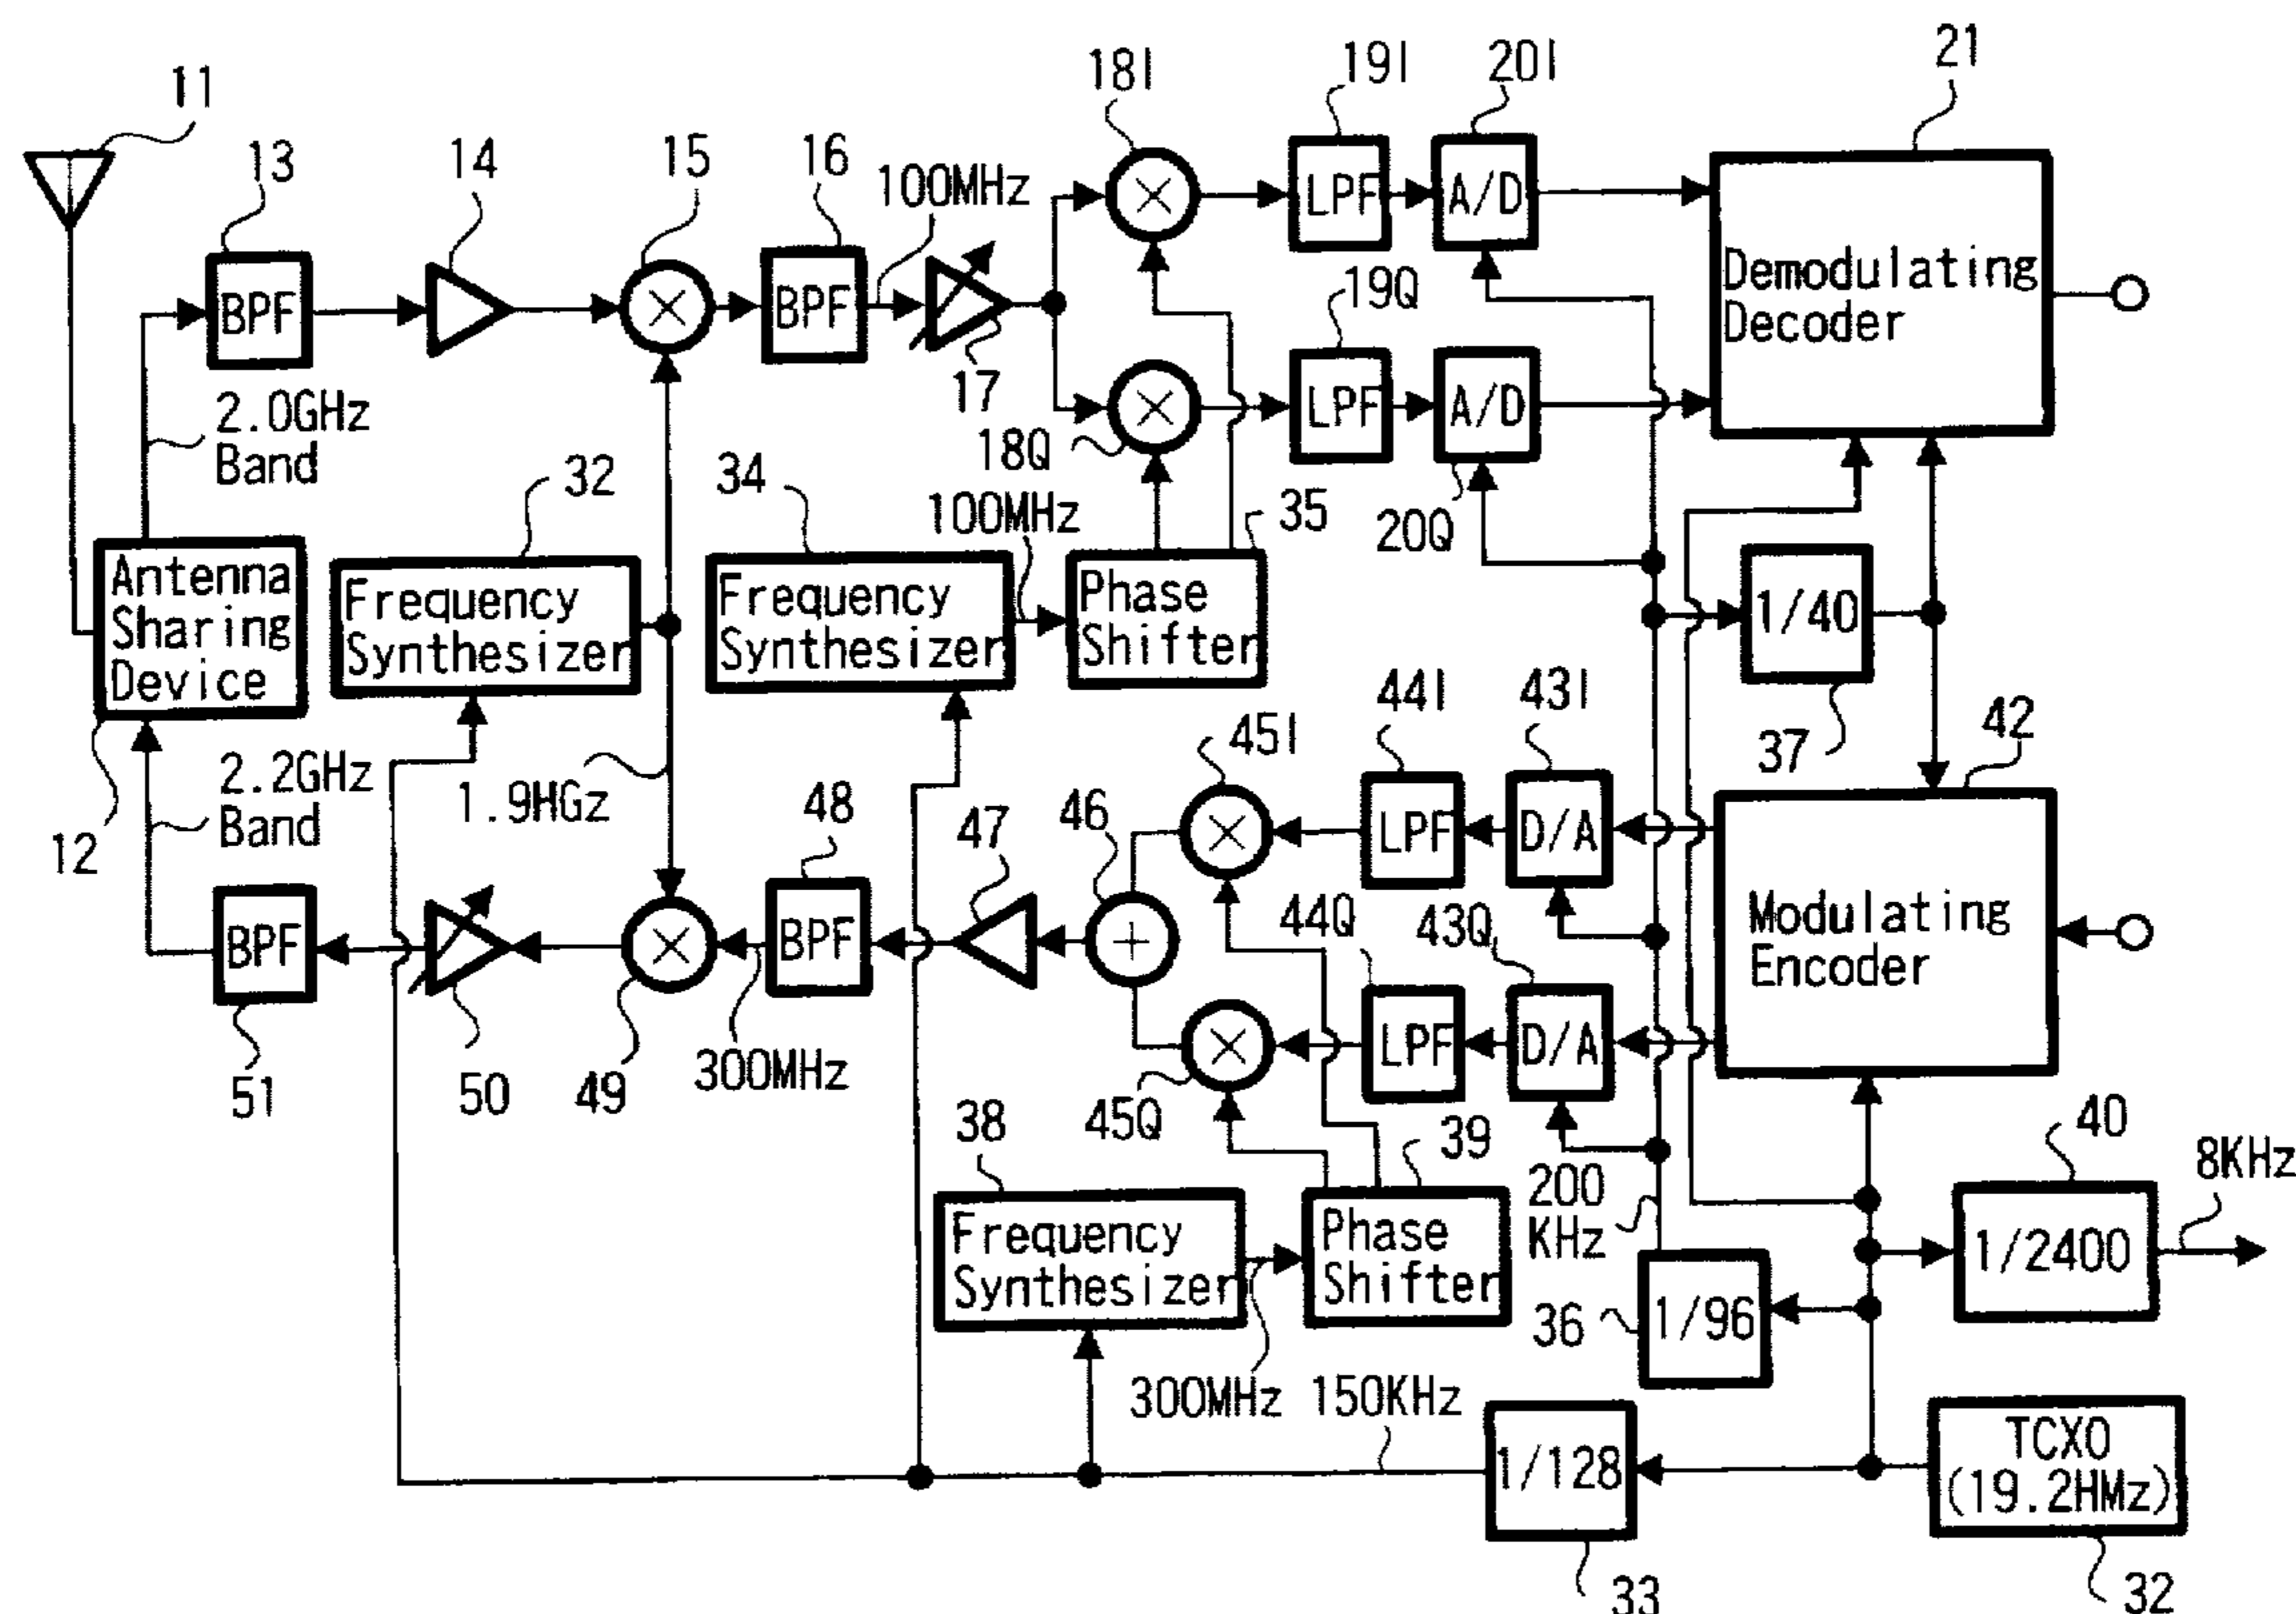 11
13
14
15
16
100MHz
18I
19I
20I
21
BPF
BPF
17
LPF
A/D
Demodulating
Decoder
19Q
LPF
A/D
18Q
20Q
2.0GHz
Band
32
34
100MHz
35
Antenna
Sharing
Device
Frequency
Synthesizer
Frequency
Synthesizer
Phase
Shifter
1/40
37
12
2.2GHz
Band
1.9HGz
48
47
46
45I
44I
43I
42
LPF
D/A
BPF
BPF
44Q
43Q
Modulating
Encoder
LPF
D/A
51
50
49
300MHz
45Q
38
39
200
KHz
40
8KHz
Frequency
Synthesizer
Phase
Shifter
36
1/96
1/2400
300MHz
150KHz
1/128
TCXO
(19.2HMz)
33
32